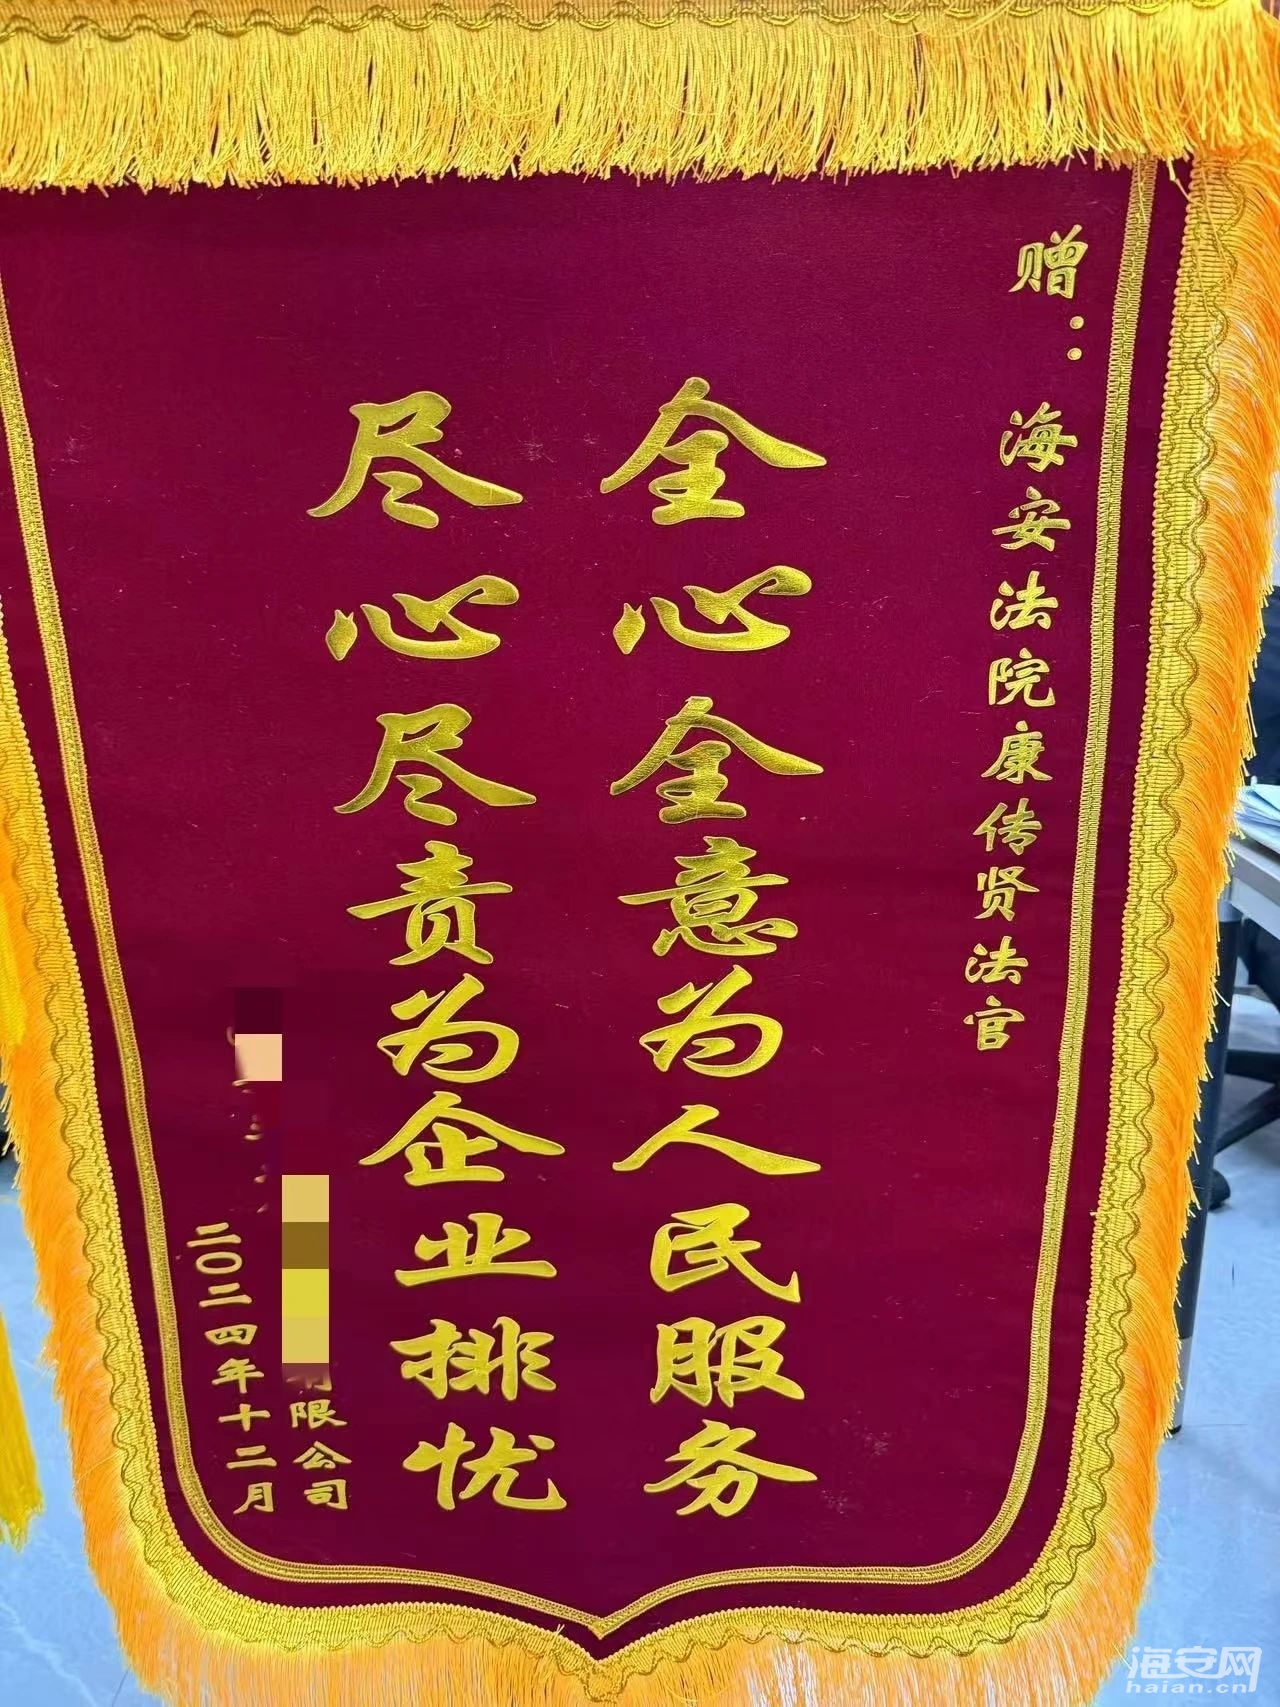 赠：海安法院康传贤法官
全心全意为人民服务
尽心尽责为企业排忧
限公司
二〇二四年十二月
海安网
haian.cn